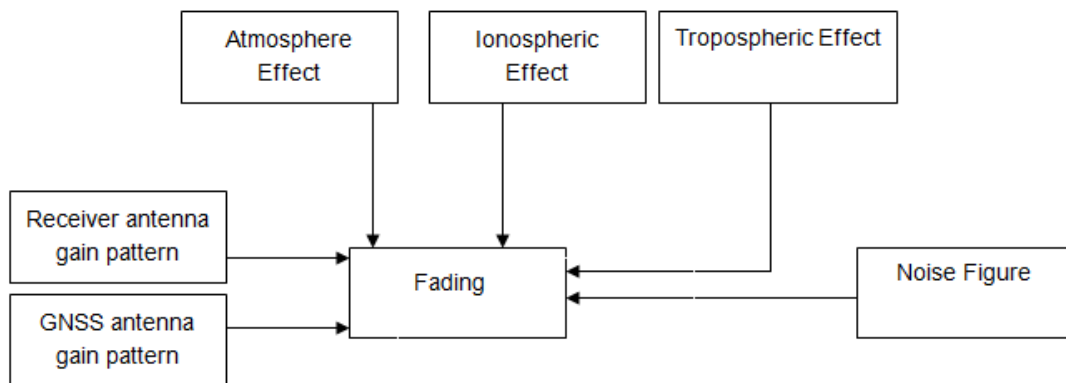 Atmosphere
Effect
Ionospheric
Effect
Tropospheric Effect
Receiver antenna
gain pattern
Fading
Noise Figure
GNSS antenna
gain pattern